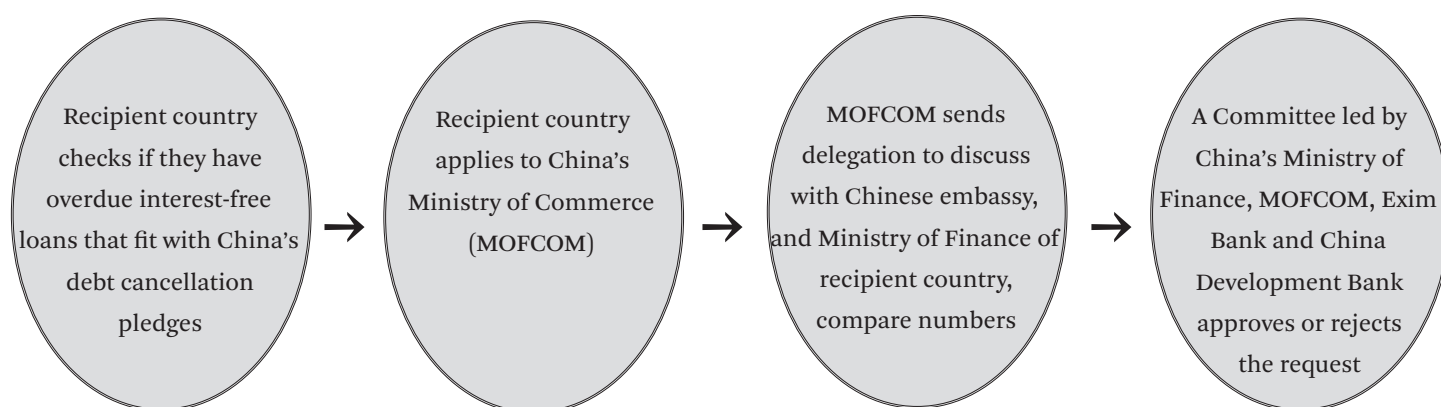 Recipient country
checks if they have
overdue interest-free
loans that fit with China’s
debt cancellation
pledges
Recipient country
applies to China’s
Ministry of Commerce
(MOFCOM)
MOFCOM sends
delegation to discuss
with Chinese embassy,
and Ministry of Finance of
recipient country,
compare numbers
A Committee led by
China’s Ministry of
Finance, MOFCOM, Exim
Bank and China
Development Bank
approves or rejects
the request